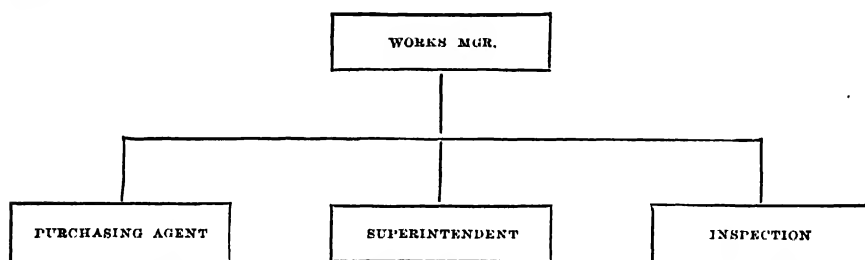 WORKS MGR.
PURCHASING AGENT
SUPERINTENDENT
INSPECTION